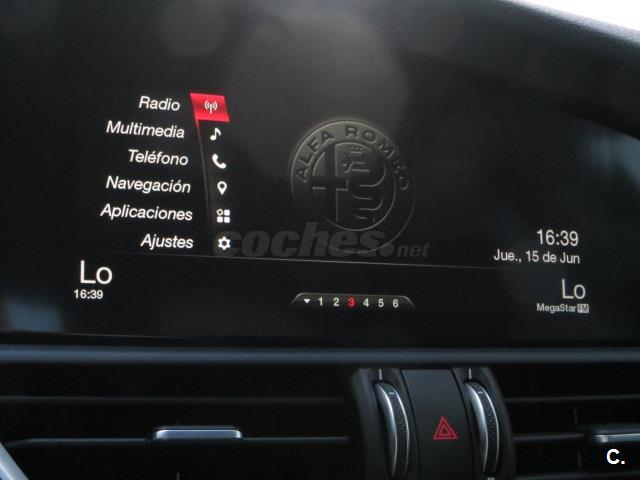 Radio
Multimedia
Teléfono
Navegación
Aplicaciones
Ajustes
ALFA ROMEO
coches.net
16:39
Jue., 15 de Jun
Lo
16:39
1 2 3 4 5 6
Lo
MegaStar FM
C.